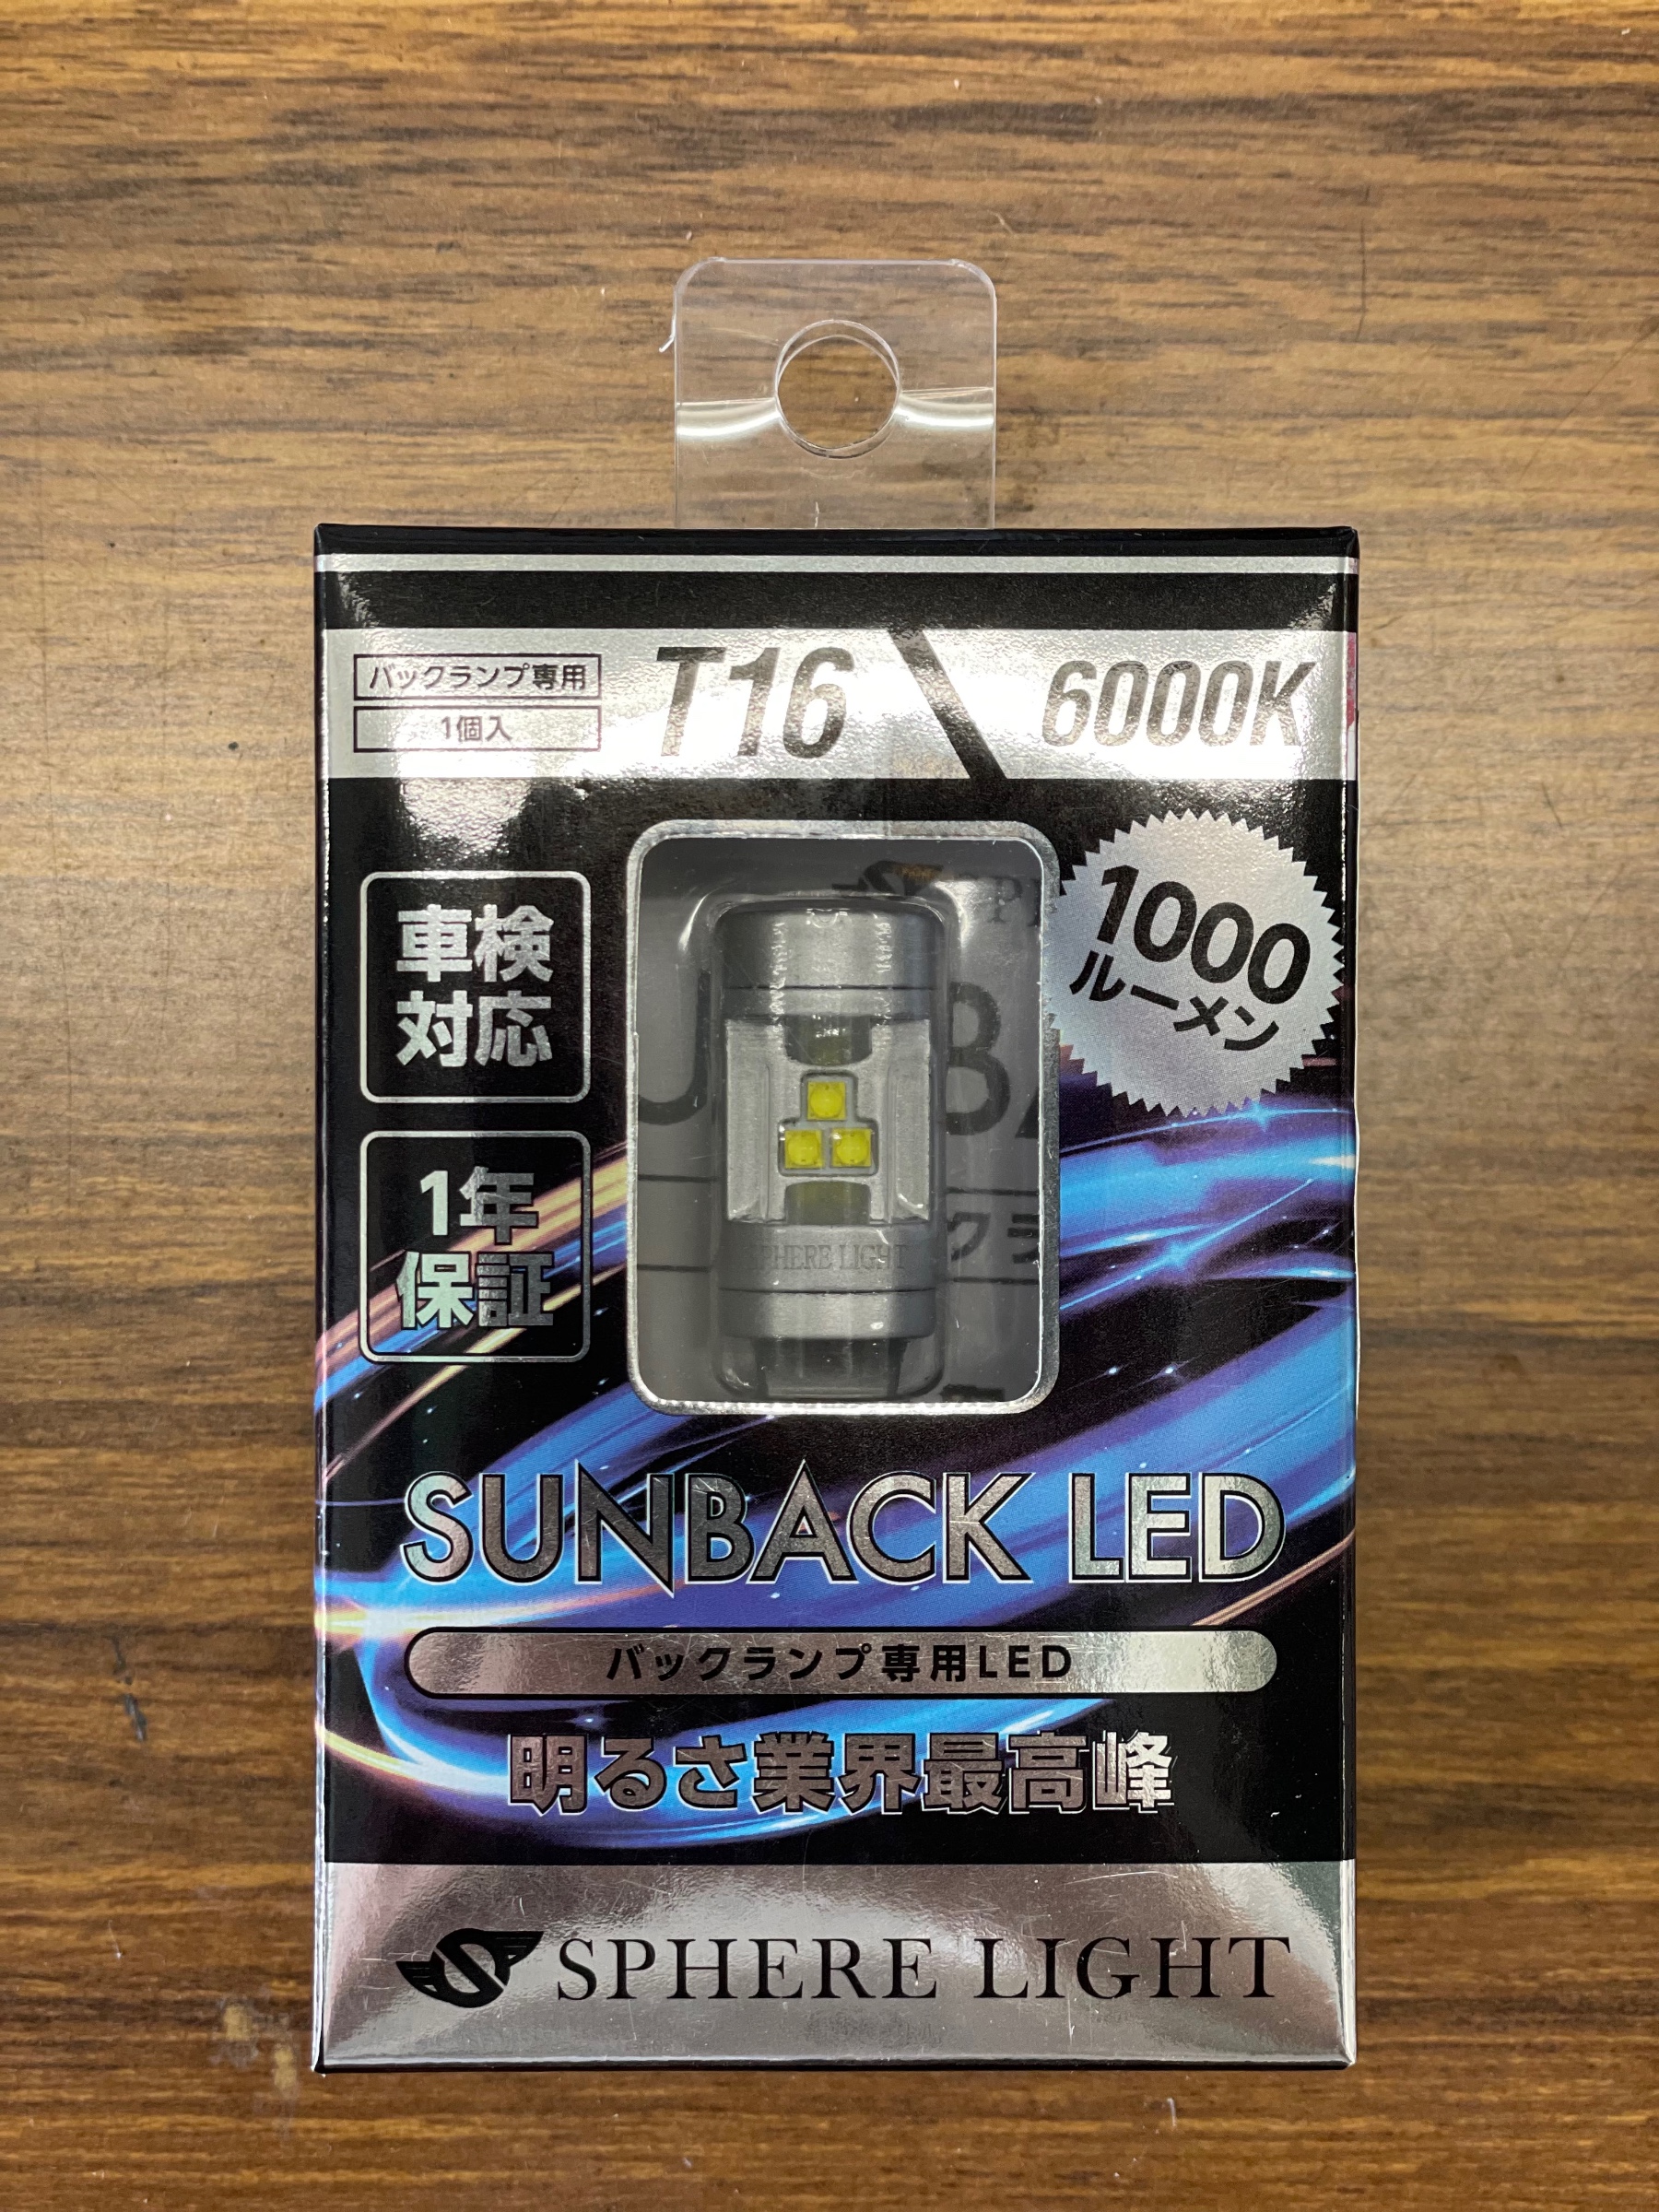 バックランプ専用
1個入
T16
6000K
1000
ルーメン
車検
対応
1年
保証
SPHERE LIGHT
SUNBACK LED
バックランプ専用LED
明るさ業界最高峰
SPHERE LIGHT